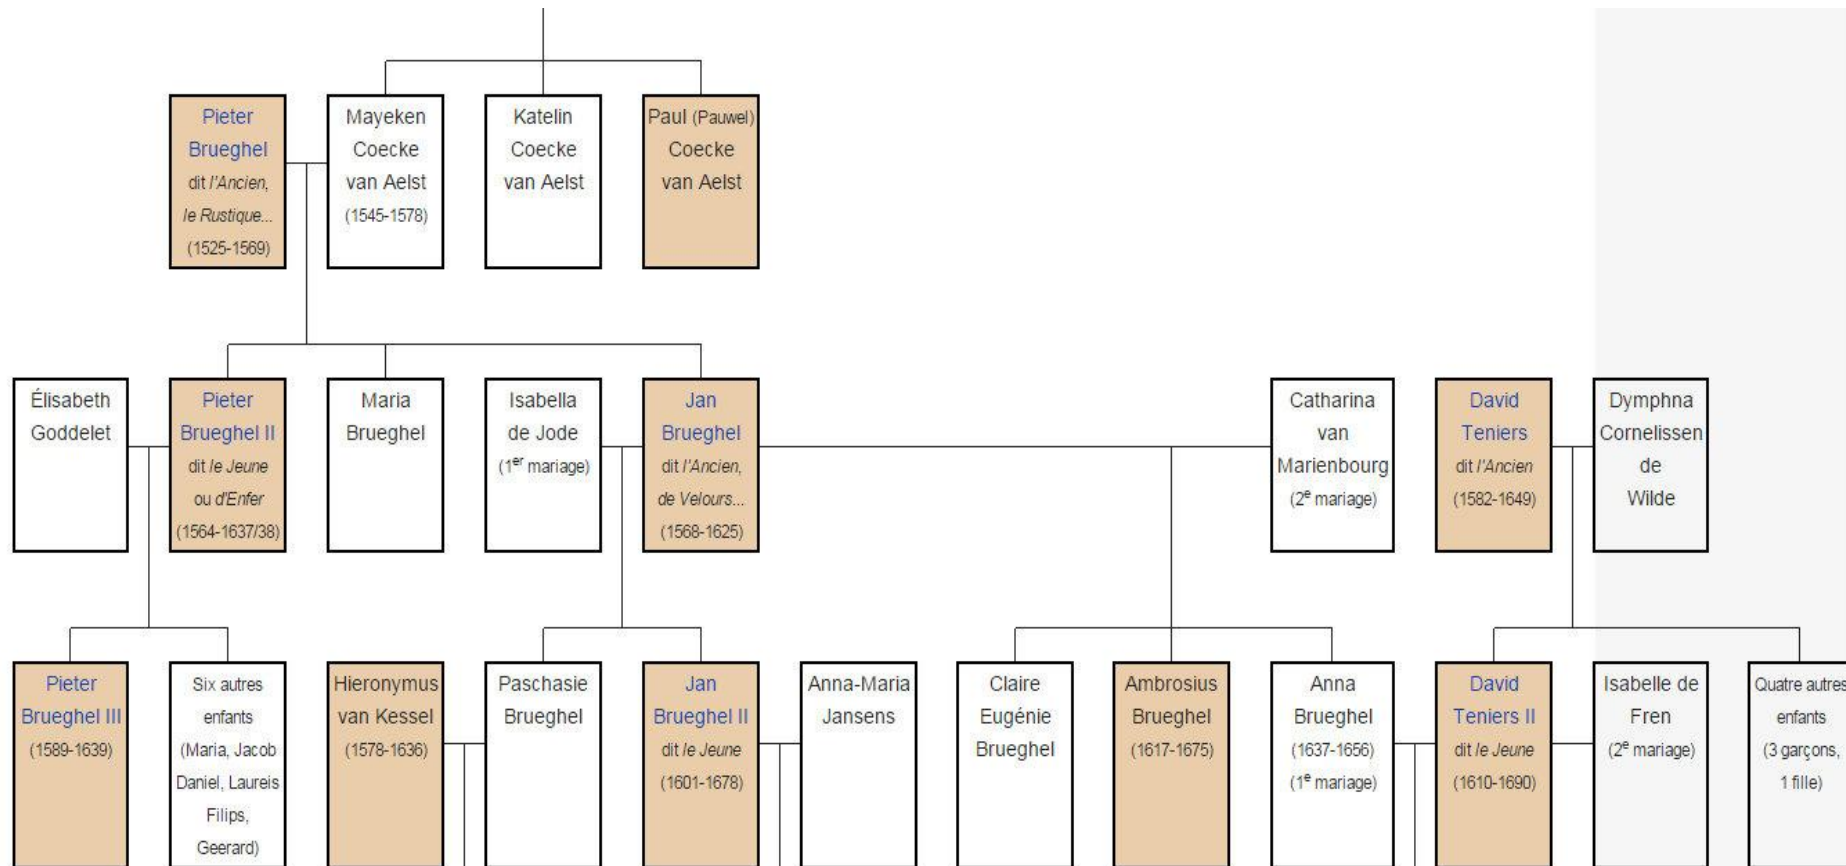 Pieter
Brueghel
dit l'Ancien,
le Rustique...
(1525-1569)
Mayeken
Coecke
van Aelst
(1545-1578)
Katelin
Coecke
van Aelst
Paul (Pauwel)
Coecke
van Aelst
Élisabeth
Goddelet
Pieter
Brueghel II
dit le Jeune
ou d'Enfer
(1564-1637/38)
Maria
Brueghel
Isabella
de Jode
(1er mariage)
Jan
Brueghel
dit l'Ancien,
de Velours...
(1568-1625)
Catharina
van
Marienbourg
(2e mariage)
David
Teniers
dit l'Ancien
(1582-1649)
Dymphna
Cornelissen
de
Wilde
Pieter
Brueghel III
(1589-1639)
Six autres
enfants
(Maria, Jacob
Daniel, Laureis
Filips,
Geerard)
Hieronymus
van Kessel
(1578-1636)
Paschasie
Brueghel
Jan
Brueghel II
dit le Jeune
(1601-1678)
Anna-Maria
Jansens
Claire
Eugénie
Brueghel
Ambrosius
Brueghel
(1617-1675)
Anna
Brueghel
(1637-1656)
(1e mariage)
David
Teniers II
dit le Jeune
(1610-1690)
Isabelle de
Fren
(2e mariage)
Quatre autres
enfants
(3 garçons,
1 fille)